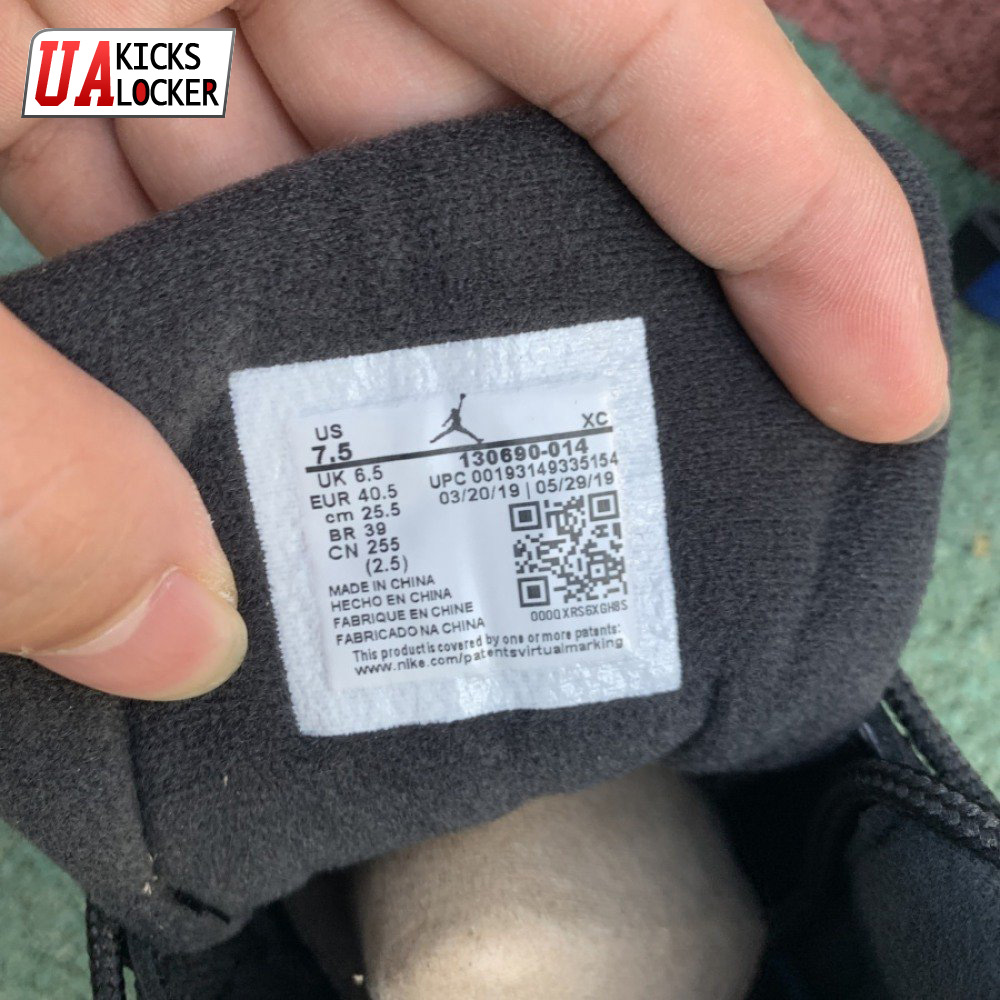 UA KICKS LOCKER
US
7.5
XC
130690-014
UK 6.5
UPC 00193149335154
EUR 40.5
03/20/19 | 05/29/19
cm 25.5
BR 39
CN 255
(2.5)
MADE IN CHINA
HECHO EN CHINA
FABRIQUE EN CHINE
FABRICADO NA CHINA
000QXRS6XGH8S
This product is covered by one or more patents:
www.nike.com/patentsvirtualmarking